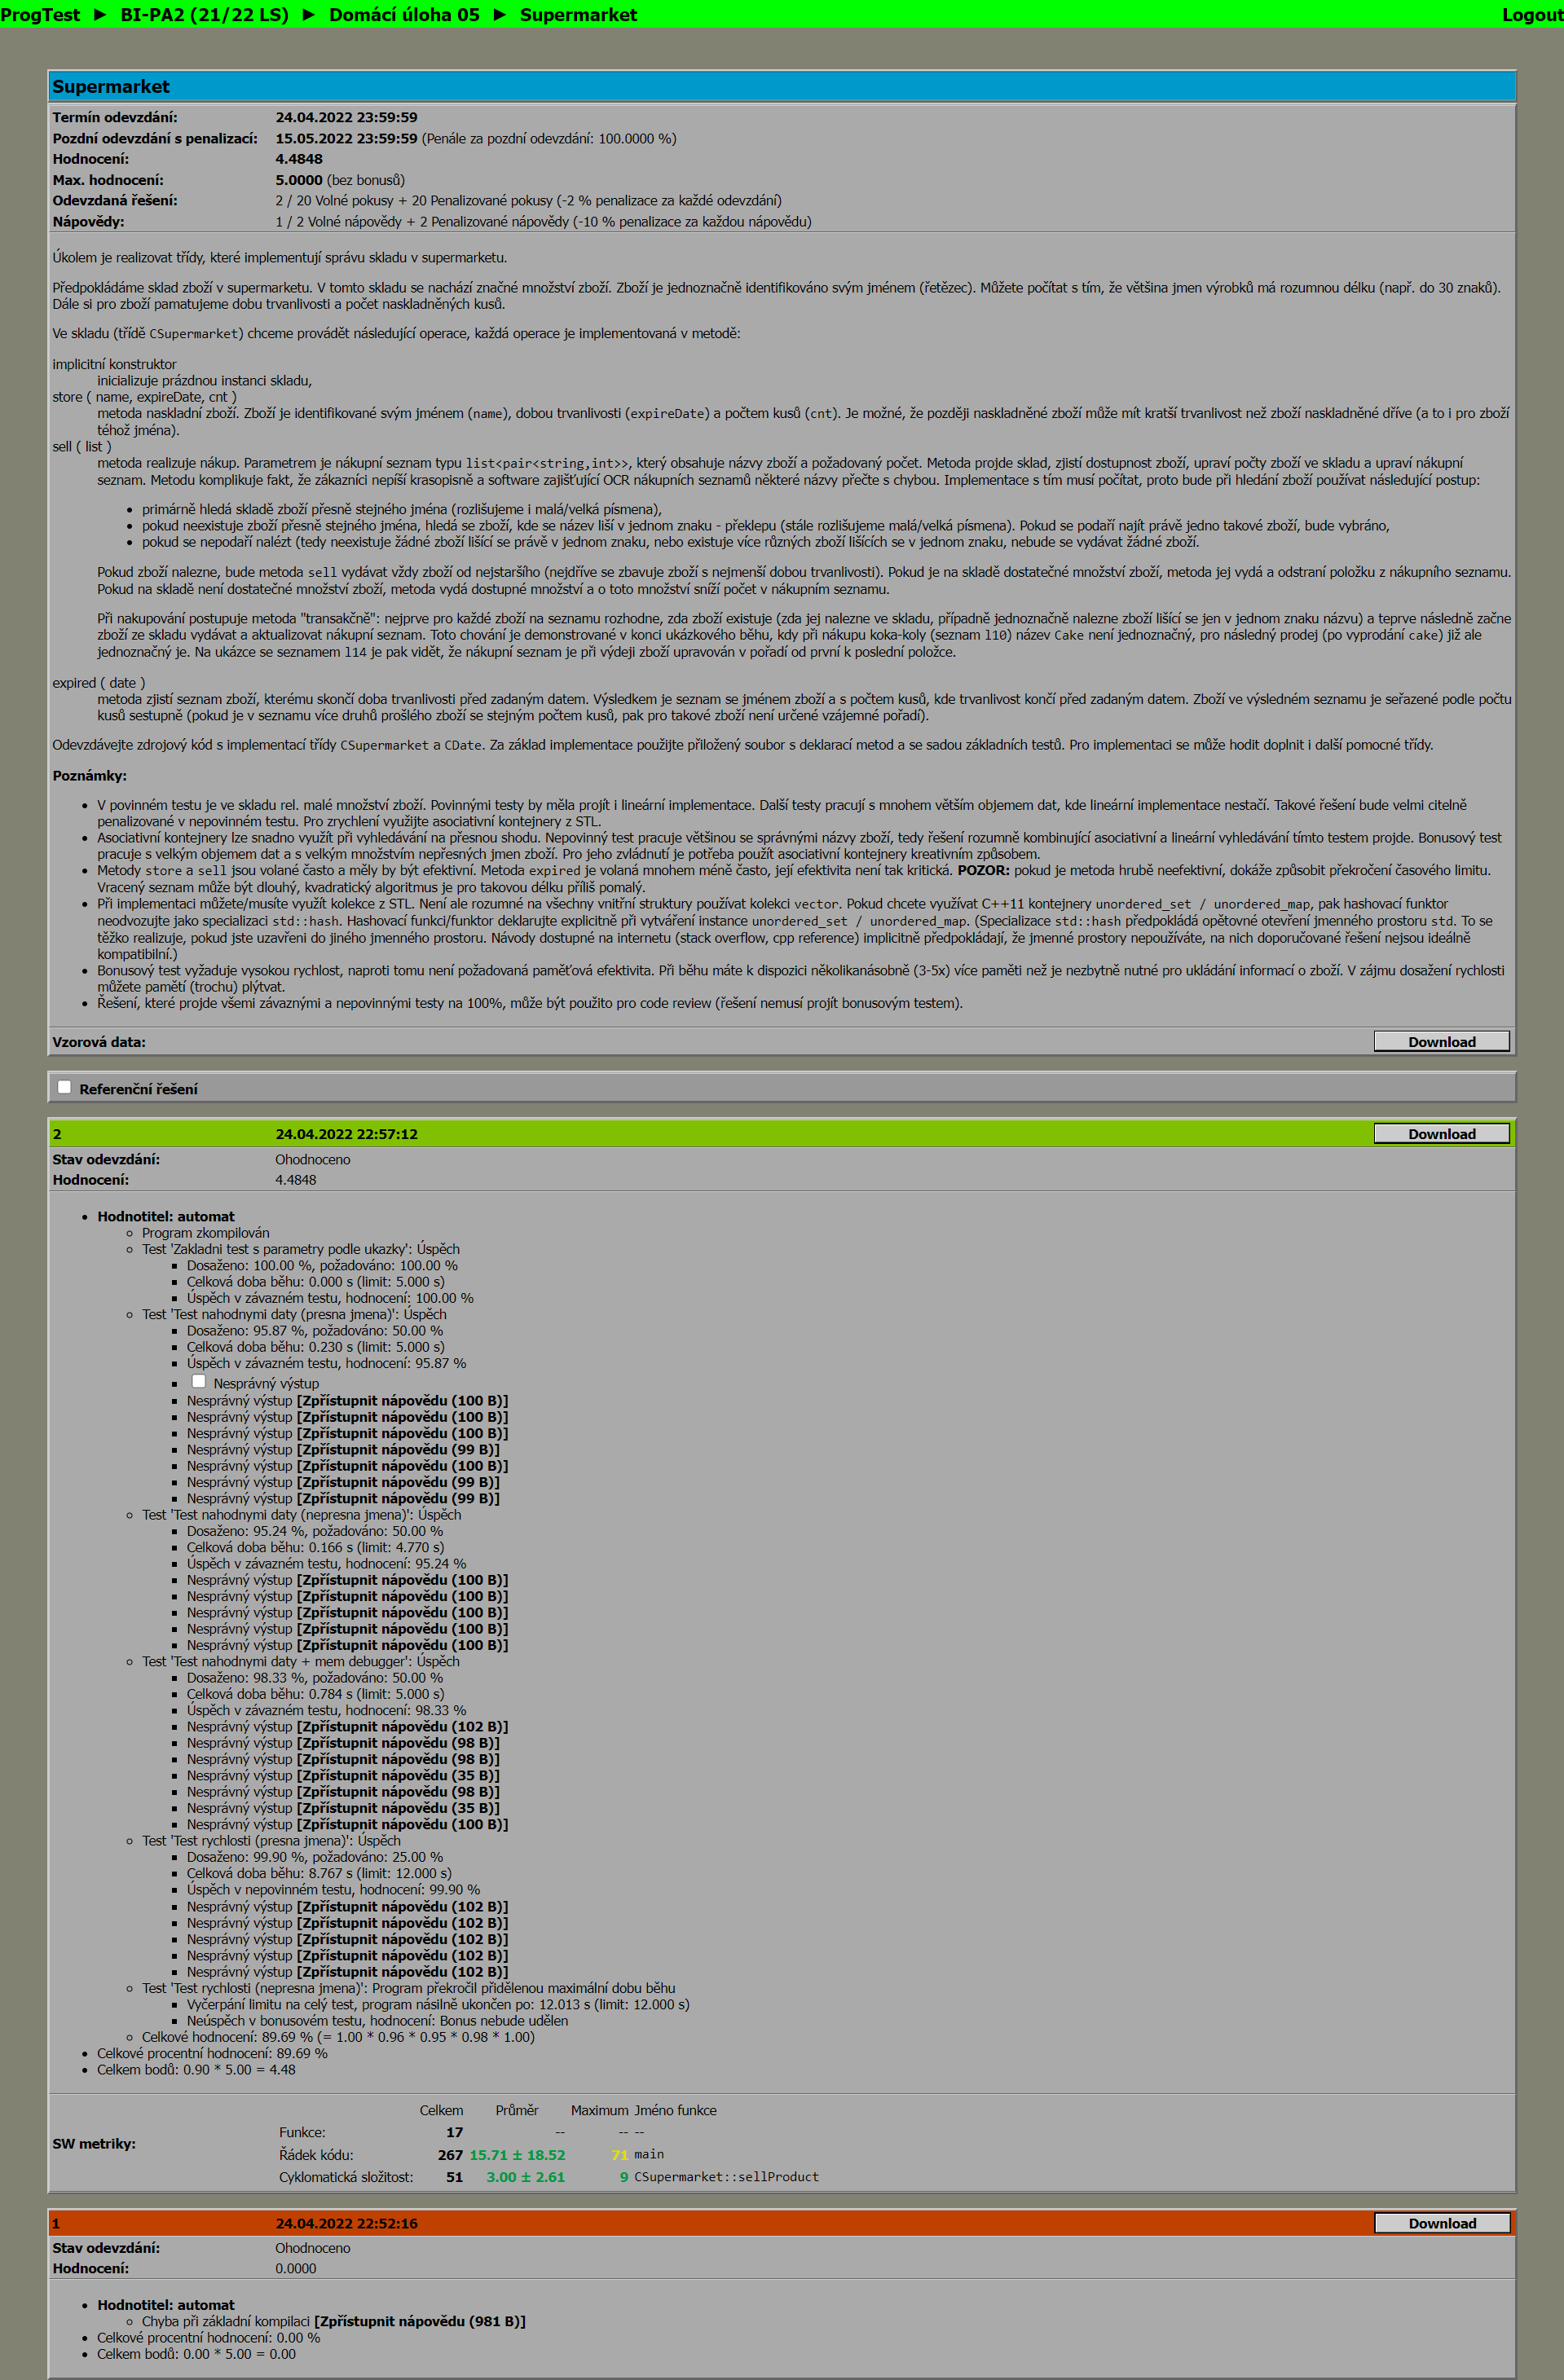 ProgTest ► BI-PA2 (21/22 LS) ► Domácí úloha 05 ► Supermarket Logout
Supermarket
Termín odevzdání: 24.04.2022 23:59:59
Pozdní odevzdání s penalizací: 15.05.2022 23:59:59 (Penále za pozdní odevzdání: 100.0000 %)
Hodnocení: 4.4848
Max. hodnocení: 5.0000 (bez bonusů)
Odevzdaná řešení: 2 / 20 Volné pokusy + 20 Penalizované pokusy (-2 % penalizace za každé odevzdání)
Nápovědy: 1 / 2 Volné nápovědy + 2 Penalizované nápovědy (-10 % penalizace za každou nápovědu)
Úkolem je realizovat třídy, které implementují správu skladu v supermarketu.
Předpokládáme sklad zboží v supermarketu. V tomto skladu se nachází značné množství zboží. Zboží je jednoznačně identifikováno svým jménem (řetězec). Můžete počítat s tím, že většina jmen výrobků má rozumnou délku (např. do 30 znaků).
Dále si pro zboží pamatujeme dobu trvanlivosti a počet naskladněných kusů.
Ve skladu (třídě CSupermarket) chceme provádět následující operace, každá operace je implementovaná v metodě:
implicitní konstruktor
inicializuje prázdnou instanci skladu,
store ( name, expireDate, cnt )
metoda naskladní zboží. Zboží je identifikované svým jménem (name), dobou trvanlivosti (expireDate) a počtem kusů (cnt). Je možné, že později naskladněné zboží může mít kratší trvanlivost než zboží naskladněné dříve (a to i pro zboží
téhož jména).
sell ( list )
metoda realizuje nákup. Parametrem je nákupní seznam typu list<pair<string,int>>, který obsahuje názvy zboží a požadovaný počet. Metoda projde sklad, zjistí dostupnost zboží, upraví počty zboží ve skladu a upraví nákupní
seznam. Metodu komplikuje fakt, že zákazníci nepíší krasopisně a software zajišťující OCR nákupních seznamů některé názvy přečte s chybou. Implementace s tím musí počítat, proto bude při hledání zboží používat následující postup:
• primárně hledá skladě zboží přesně stejného jména (rozlišujeme i malá/velká písmena),
• pokud neexistuje zboží přesně stejného jména, hledá se zboží, kde se název liší v jednom znaku - překlepu (stále rozlišujeme malá/velká písmena). Pokud se podaří najít právě jedno takové zboží, bude vybráno,
• pokud se nepodaří nalézt (tedy neexistuje žádné zboží lišící se právě v jednom znaku, nebo existuje více různých zboží lišících se v jednom znaku, nebude se vydávat žádné zboží.
Pokud zboží nalezne, bude metoda sell vydávat vždy zboží od nejstaršího (nejdříve se zbavuje zboží s nejmenší dobou trvanlivosti). Pokud je na skladě dostatečné množství zboží, metoda jej vydá a odstraní položku z nákupního seznamu.
Pokud na skladě není dostatečné množství zboží, metoda vydá dostupné množství a o toto množství sníží počet v nákupním seznamu.
Při nakupování postupuje metoda "transakčně": nejprve pro každé zboží na seznamu rozhodne, zda zboží existuje (zda jej nalezne ve skladu, případně jednoznačně nalezne zboží lišící se jen v jednom znaku názvu) a teprve následně začne
zboží ze skladu vydávat a aktualizovat nákupní seznam. Toto chování je demonstrované v konci ukázkového běhu, kdy při nákupu koka-koly (seznam l10) název Cake není jednoznačný, pro následný prodej (po vyprodání cake) již ale
jednoznačný je. Na ukázce se seznamem l14 je pak vidět, že nákupní seznam je při výdeji zboží upravován v pořadí od první k poslední položce.
expired ( date )
metoda zjistí seznam zboží, kterému skončí doba trvanlivosti před zadaným datem. Výsledkem je seznam se jménem zboží a s počtem kusů, kde trvanlivost končí před zadaným datem. Zboží ve výsledném seznamu je seřazené podle počtu
kusů sestupně (pokud je v seznamu více druhů prošlého zboží se stejným počtem kusů, pak pro takové zboží není určené vzájemné pořadí).
Odevzdávejte zdrojový kód s implementací třídy CSupermarket a CDate. Za základ implementace použijte přiložený soubor s deklarací metod a se sadou základních testů. Pro implementaci se může hodit doplnit i další pomocné třídy.
Poznámky:
• V povinném testu je ve skladu rel. malé množství zboží. Povinnými testy by měla projít i lineární implementace. Další testy pracují s mnohem větším objemem dat, kde lineární implementace nestačí. Takové řešení bude velmi citelně
penalizované v nepovinném testu. Pro zrychlení využijte asociativní kontejnery z STL.
• Asociativní kontejnery lze snadno využít při vyhledávání na přesnou shodu. Nepovinný test pracuje většinou se správnými názvy zboží, tedy řešení rozumně kombinující asociativní a lineární vyhledávání tímto testem projde. Bonusový test
pracuje s velkým objemem dat a s velkým množstvím nepřesných jmen zboží. Pro jeho zvládnutí je potřeba použít asociativní kontejnery kreativním způsobem.
• Metody store a sell jsou volané často a měly by být efektivní. Metoda expired je volaná mnohem méně často, její efektivita není tak kritická. POZOR: pokud je metoda hrubě neefektivní, dokáže způsobit překročení časového limitu.
Vracený seznam může být dlouhý, kvadratický algoritmus je pro takovou délku příliš pomalý.
• Při implementaci můžete/musíte využít kolekce z STL. Není ale rozumné na všechny vnitřní struktury používat kolekci vector. Pokud chcete využívat C++11 kontejnery unordered_set / unordered_map, pak hashovací funktor
neodvozujte jako specializaci std::hash. Hashovací funkci/funktor deklarujte explicitně při vytváření instance unordered_set / unordered_map. (Specializace std::hash předpokládá opětovné otevření jmenného prostoru std. To se
těžko realizuje, pokud jste uzavřeni do jiného jmenného prostoru. Návody dostupné na internetu (stack overflow, cpp reference) implicitně předpokládají, že jmenné prostory nepoužíváte, na nich doporučované řešení nejsou ideálně
kompatibilní.)
• Bonusový test vyžaduje vysokou rychlost, naproti tomu není požadovaná paměťová efektivita. Při běhu máte k dispozici několikanásobně (3-5x) více paměti než je nezbytně nutné pro ukládání informací o zboží. V zájmu dosažení rychlosti
můžete pamětí (trochu) plýtvat.
• Řešení, které projde všemi závaznými a nepovinnými testy na 100%, může být použito pro code review (řešení nemusí projít bonusovým testem).
Vzorová data: Download
Referenční řešení
2 24.04.2022 22:57:12 Download
Stav odevzdání: Ohodnoceno
Hodnocení: 4.4848
• Hodnotitel: automat
Program zkompilován
Test 'Zakladni test s parametry podle ukazky': Úspěch
Dosaženo: 100.00 %, požadováno: 100.00 %
Celková doba běhu: 0.000 s (limit: 5.000 s)
Úspěch v závazném testu, hodnocení: 100.00 %
Test 'Test nahodnymi daty (presna jmena)': Úspěch
Dosaženo: 95.87 %, požadováno: 50.00 %
Celková doba běhu: 0.230 s (limit: 5.000 s)
Úspěch v závazném testu, hodnocení: 95.87 %
Nesprávný výstup
Nesprávný výstup [Zpřístupnit nápovědu (100 B)]
Nesprávný výstup [Zpřístupnit nápovědu (100 B)]
Nesprávný výstup [Zpřístupnit nápovědu (100 B)]
Nesprávný výstup [Zpřístupnit nápovědu (99 B)]
Nesprávný výstup [Zpřístupnit nápovědu (100 B)]
Nesprávný výstup [Zpřístupnit nápovědu (99 B)]
Nesprávný výstup [Zpřístupnit nápovědu (99 B)]
Test 'Test nahodnymi daty (nepresna jmena)': Úspěch
Dosaženo: 95.24 %, požadováno: 50.00 %
Celková doba běhu: 0.166 s (limit: 4.770 s)
Úspěch v závazném testu, hodnocení: 95.24 %
Nesprávný výstup [Zpřístupnit nápovědu (100 B)]
Nesprávný výstup [Zpřístupnit nápovědu (100 B)]
Nesprávný výstup [Zpřístupnit nápovědu (100 B)]
Nesprávný výstup [Zpřístupnit nápovědu (100 B)]
Nesprávný výstup [Zpřístupnit nápovědu (100 B)]
Test 'Test nahodnymi daty + mem debugger': Úspěch
Dosaženo: 98.33 %, požadováno: 50.00 %
Celková doba běhu: 0.784 s (limit: 5.000 s)
Úspěch v závazném testu, hodnocení: 98.33 %
Nesprávný výstup [Zpřístupnit nápovědu (102 B)]
Nesprávný výstup [Zpřístupnit nápovědu (98 B)]
Nesprávný výstup [Zpřístupnit nápovědu (98 B)]
Nesprávný výstup [Zpřístupnit nápovědu (35 B)]
Nesprávný výstup [Zpřístupnit nápovědu (98 B)]
Nesprávný výstup [Zpřístupnit nápovědu (35 B)]
Nesprávný výstup [Zpřístupnit nápovědu (100 B)]
Test 'Test rychlosti (presna jmena)': Úspěch
Dosaženo: 99.90 %, požadováno: 25.00 %
Celková doba běhu: 8.767 s (limit: 12.000 s)
Úspěch v nepovinném testu, hodnocení: 99.90 %
Nesprávný výstup [Zpřístupnit nápovědu (102 B)]
Nesprávný výstup [Zpřístupnit nápovědu (102 B)]
Nesprávný výstup [Zpřístupnit nápovědu (102 B)]
Nesprávný výstup [Zpřístupnit nápovědu (102 B)]
Nesprávný výstup [Zpřístupnit nápovědu (102 B)]
Test 'Test rychlosti (nepresna jmena)': Program překročil přidělenou maximální dobu běhu
Vyčerpání limitu na celý test, program násilně ukončen po: 12.013 s (limit: 12.000 s)
Neúspěch v bonusovém testu, hodnocení: Bonus nebude udělen
Celkové hodnocení: 89.69 % (= 1.00 * 0.96 * 0.95 * 0.98 * 1.00)
• Celkové procentní hodnocení: 89.69 %
• Celkem bodů: 0.90 * 5.00 = 4.48
SW metriky:
Celkem Průměr Maximum Jméno funkce
Funkce: 17 -- -- --
Řádek kódu: 267 15.71 ± 18.52 71 main
Cyklomatická složitost: 51 3.00 ± 2.61 9 CSupermarket::sellProduct
1 24.04.2022 22:52:16 Download
Stav odevzdání: Ohodnoceno
Hodnocení: 0.0000
• Hodnotitel: automat
Chyba při základní kompilaci [Zpřístupnit nápovědu (981 B)]
• Celkové procentní hodnocení: 0.00 %
• Celkem bodů: 0.00 * 5.00 = 0.00